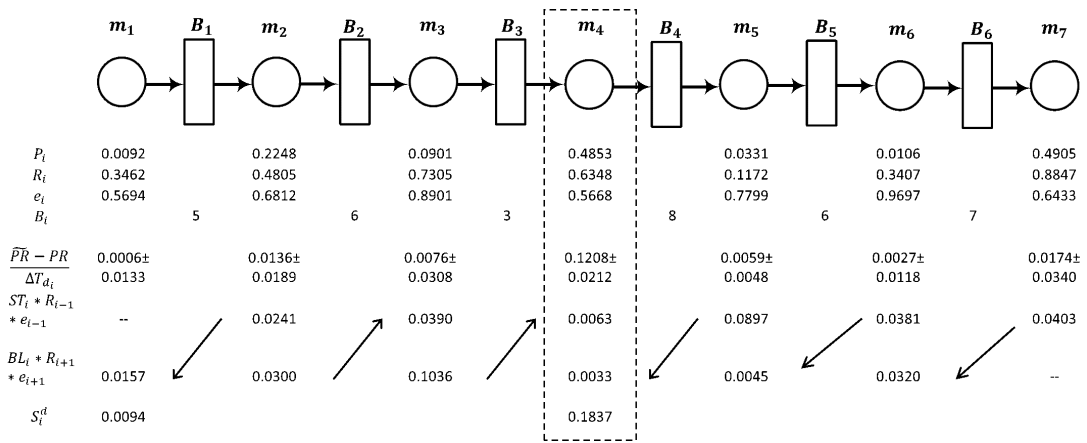 m1 B1 m2 B2 m3 B3 m4 B4 m5 B5 m6 B6 m7
Pi 0.0092 0.2248 0.0901 0.4853 0.0331 0.0106 0.4905
Ri 0.3462 0.4805 0.7305 0.6348 0.1172 0.3407 0.8847
ei 0.5694 0.6812 0.8901 0.5668 0.7799 0.9697 0.6433
Bi 5 6 3 8 6 7
P̃R − PR 0.0006± 0.0136± 0.0076± 0.1208± 0.0059± 0.0027± 0.0174±
ΔTdi 0.0133 0.0189 0.0308 0.0212 0.0048 0.0118 0.0340
STi * Ri−1
* ei−1 -- 0.0241 0.0390 0.0063 0.0897 0.0381 0.0403
BLi * Ri+1
* ei+1 0.0157 0.0300 0.1036 0.0033 0.0045 0.0320 --
Sid 0.0094 0.1837